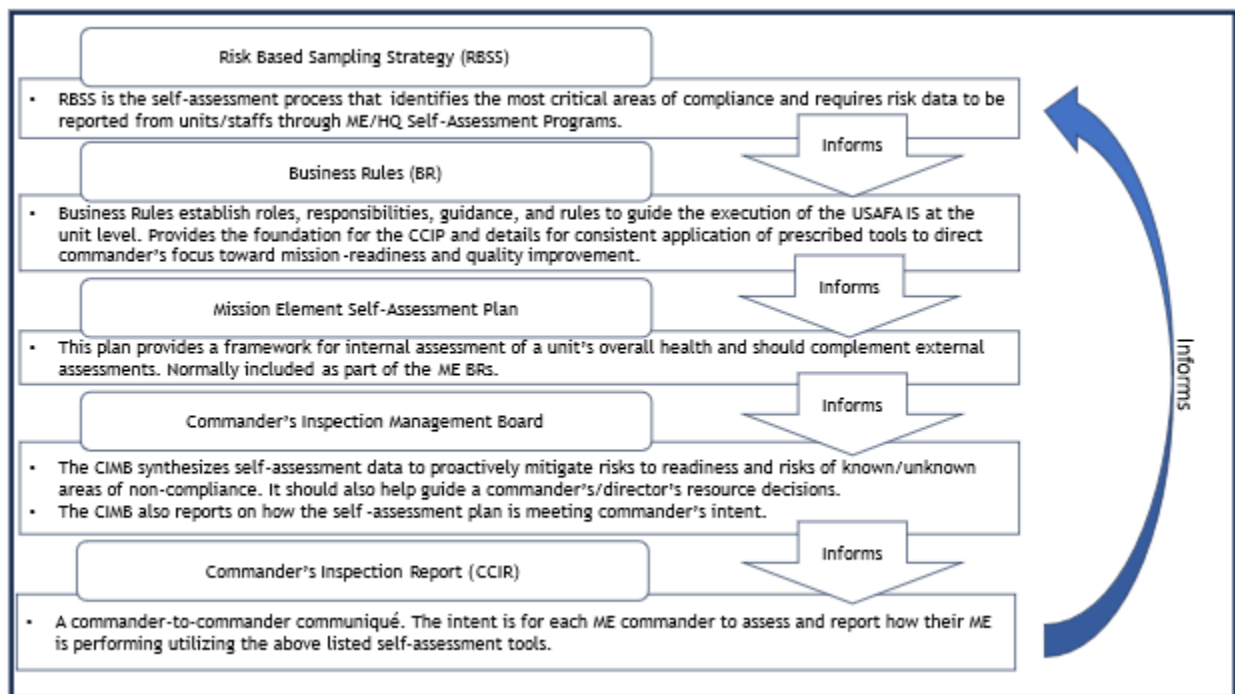 Risk Based Sampling Strategy (RBSS)
• RBSS is the self-assessment process that identifies the most critical areas of compliance and requires risk data to be
reported from units/staffs through ME/HQ Self-Assessment Programs.
Informs
Business Rules (BR)
• Business Rules establish roles, responsibilities, guidance, and rules to guide the execution of the USAFA IS at the
unit level. Provides the foundation for the CCIP and details for consistent application of prescribed tools to direct
commander's focus toward mission-readiness and quality improvement.
Informs
Mission Element Self-Assessment Plan
• This plan provides a framework for internal assessment of a unit's overall health and should complement external
assessments. Normally included as part of the ME BRs.
Informs
Commander's Inspection Management Board
• The CIMB synthesizes self-assessment data to proactively mitigate risks to readiness and risks of known/unknown
areas of non-compliance. It should also help guide a commander's/director's resource decisions.
• The CIMB also reports on how the self-assessment plan is meeting commander's intent.
Informs
Commander's Inspection Report (CCIR)
• A commander-to-commander communiqué. The intent is for each ME commander to assess and report how their ME
is performing utilizing the above listed self-assessment tools.
Informs